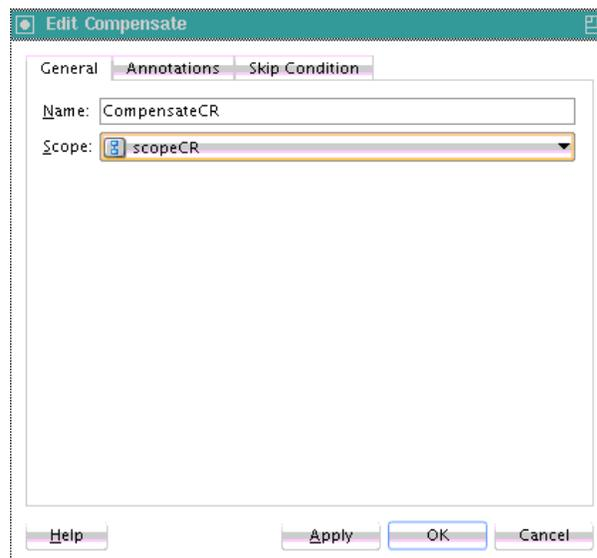 Edit Compensate
General Annotations Skip Condition
Name: CompensateCR
Scope: scopeCR
Help Apply OK Cancel